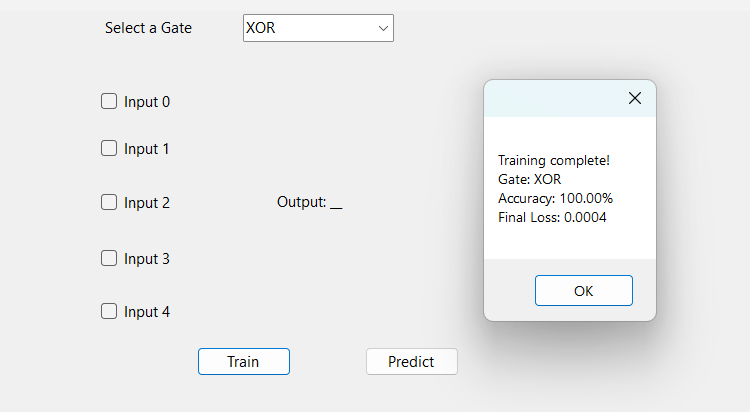 Select a Gate
XOR
Input 0
Input 1
Input 2
Output: __
Input 3
Input 4
Train
Predict
Training complete!
Gate: XOR
Accuracy: 100.00%
Final Loss: 0.0004
OK